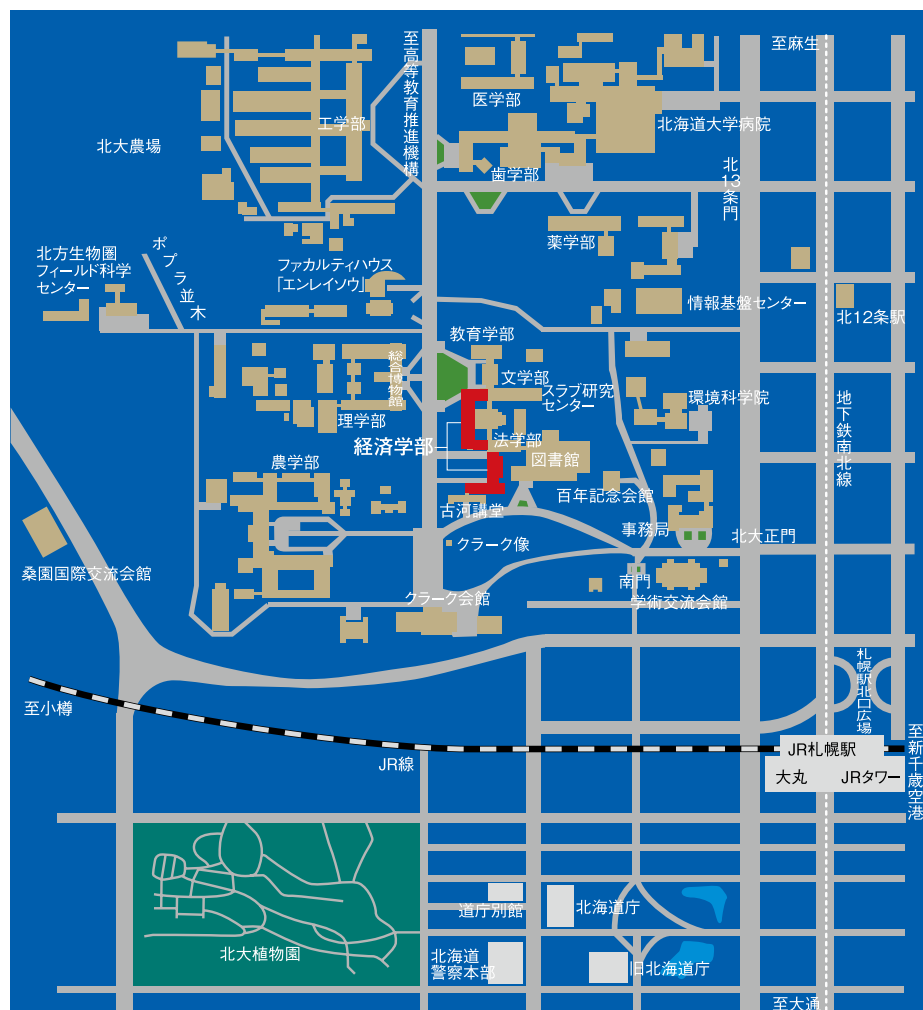 至高等教育推進機構
至麻生
医学部
工学部
北海道大学病院
北大農場
歯学部
北13条門
薬学部
ポプラ並木
北方生物圏
フィールド科学
センター
ファカルティハウス
「エンレイソウ」
情報基盤センター
北12条駅
教育学部
総合博物館
文学部
スラブ研究
センター
環境科学院
地下鉄南北線
理学部
法学部
経済学部
図書館
農学部
百年記念会館
古河講堂
事務局
北大正門
クラーク像
桑園国際交流会館
南門
クラーク会館
学術交流会館
札幌駅北口広場
至小樽
至新千歳空港
JR札幌駅
JR線
大丸
JRタワー
道庁別館
北海道庁
北大植物園
北海道
警察本部
旧北海道庁
至大通